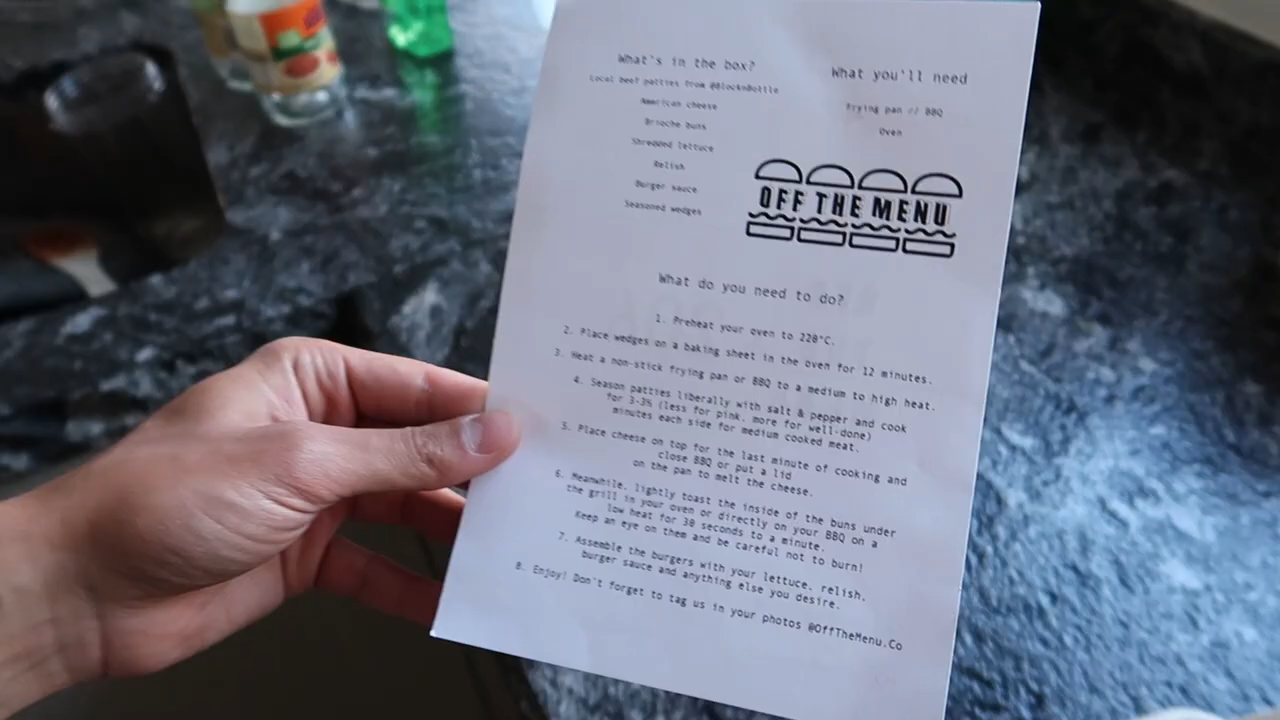 What's in the box?
Local beef patties from @BlocknBottle
American cheese
Brioche buns
Shredded lettuce
Relish
Burger sauce
Seasoned wedges
What you'll need
Frying pan // BBQ
Oven
OFF THE MENU
What do you need to do?
1. Preheat your oven to 220°C.
2. Place wedges on a baking sheet in the oven for 12 minutes.
3. Heat a non-stick frying pan or BBQ to a medium to high heat.
4. Season patties liberally with salt & pepper and cook
for 3-3½ (less for pink, more for well-done)
minutes each side for medium cooked meat.
5. Place cheese on top for the last minute of cooking and
close BBQ or put a lid
on the pan to melt the cheese.
6. Meanwhile, lightly toast the inside of the buns under
the grill in your oven or directly on your BBQ on a
low heat for 30 seconds to a minute.
Keep an eye on them and be careful not to burn!
7. Assemble the burgers with your lettuce, relish,
burger sauce and anything else you desire.
8. Enjoy! Don't forget to tag us in your photos @OffTheMenu.Co